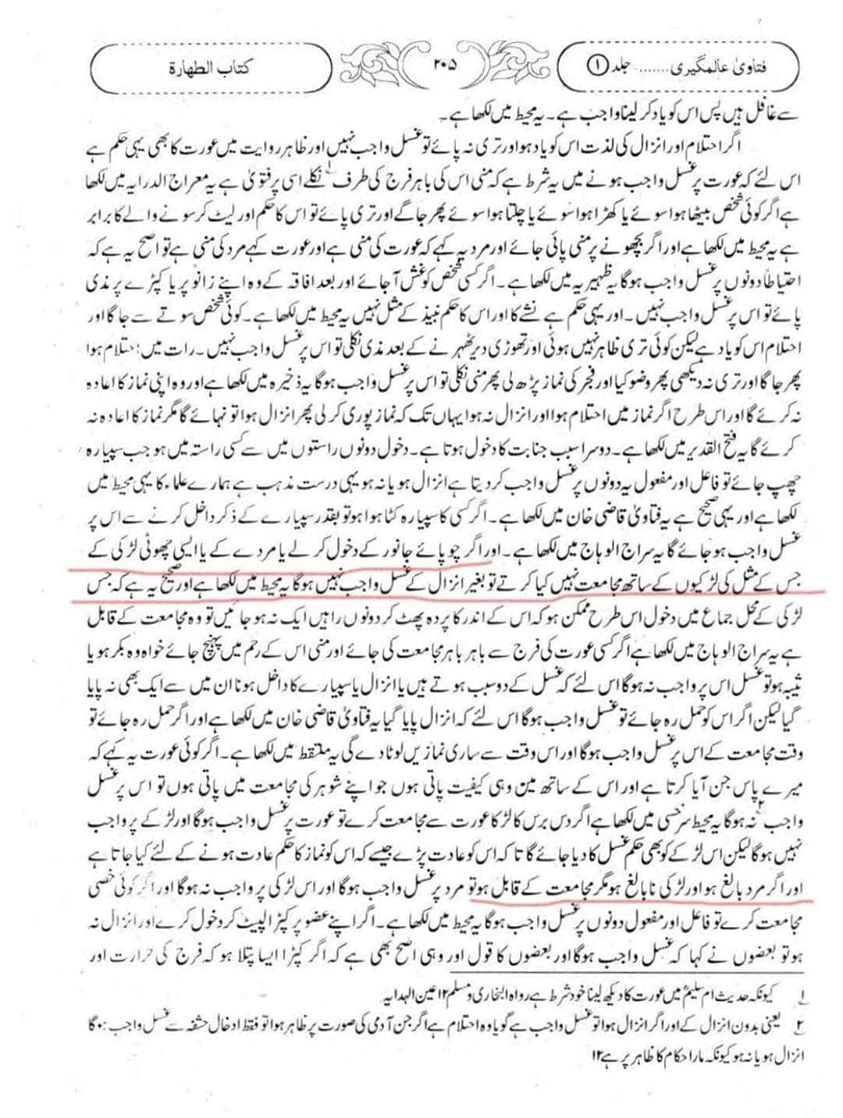 فتاویٰ عالمگیری ........ جلد ①
۲۰۵
کتاب الطهارة
سے غافل ہیں پس اس کو یاد کر لینا واجب ہے۔ یہ محیط میں لکھا ہے۔
اگر احتلام اور انزال کی لذت اس کو یاد ہو اور تری نہ پائے تو غسل واجب نہیں اور ظاہر روایت میں عورت کا بھی یہی حکم ہے
اس لئے کہ عورت پر غسل واجب ہونے میں یہ شرط ہے کہ منی اس کی باہر فرج کی طرف ۱ نکلے اسی پر فتویٰ ہے یہ معراج الدرایہ میں لکھا
ہے اگر کوئی شخص بیٹھا ہوا سوئے یا کھڑا ہوا سوئے یا چلتا ہوا سوئے پھر جاگے اور تری پائے تو اس کا حکم اور لیٹ کر سونے والے کا برابر
ہے یہ محیط میں لکھا ہے اور اگر بچھونے پر منی پائی جائے اور مرد یہ کہے کہ عورت کی منی ہے اور عورت کہے مرد کی منی ہے تو اصح یہ ہے کہ
احتیاطاً دونوں پر غسل واجب ہوگا یہ ظہیریہ میں لکھا ہے۔ اگر کسی شخص کو غش آ جائے اور بعد افاقہ کے وہ اپنے زانو پر یا کپڑے پر مذی
پائے تو اس پر غسل واجب نہیں۔ اور یہی حکم ہے نشے کا اور اس کا حکم نبیذ کے مثل نہیں یہ محیط میں لکھا ہے۔ کوئی شخص سوتے سے جاگا اور
احتلام اس کو یاد ہے لیکن کوئی تری ظاہر نہیں ہوئی اور تھوڑی دیر ٹھہرنے کے بعد مذی نکلی تو اس پر غسل واجب نہیں۔ رات میں احتلام ہوا
پھر جاگا اور تری نہ دیکھی پھر وضو کیا اور فجر کی نماز پڑھ لی پھر منی نکلی تو اس پر غسل واجب ہوگا یہ ذخیرہ میں لکھا ہے اور وہ اپنی نماز کا اعادہ
نہ کرے گا اور اس طرح اگر نماز میں احتلام ہوا اور انزال نہ ہوا یہاں تک کہ نماز پوری کر لی پھر انزال ہوا تو نہائے گا مگر نماز کا اعادہ نہ
کرے گا یہ فتح القدیر میں لکھا ہے۔ دوسرا سبب جنابت کا دخول ہوتا ہے۔ دخول دونوں راستوں میں سے کسی راستہ میں ہو جب سپیارہ
چھپ جائے تو فاعل اور مفعول یہ دونوں پر غسل واجب کر دیتا ہے انزال ہو یا نہ ہو یہی درست مذہب ہے ہمارے علماء کا یہی محیط میں
لکھا ہے اور یہی صحیح ہے یہ فتاویٰ قاضی خان میں لکھا ہے۔ اگر کسی کا سپیارہ کٹا ہوا ہو تو بقدر سپیارے کے ذکر داخل کرنے سے اس پر
غسل واجب ہو جائے گا یہ سراج الوہاج میں لکھا ہے۔ اور اگر چوپائے جانور کے دخول کر لے یا مردے کے یا ایسی چھوٹی لڑکی کے
جس کے مثل کی لڑکیوں کے ساتھ مجامعت نہیں کیا کرتے تو بغیر انزال کے غسل واجب نہیں ہوگا یہ محیط میں لکھا ہے اور صحیح یہ ہے کہ جس
لڑکی کے محل جماع میں دخول اس طرح ممکن ہو کہ اس کے اندر کا پردہ پھٹ کر دونوں راہیں ایک نہ ہو جائیں تو وہ مجامعت کے قابل
ہے یہ سراج الوہاج میں لکھا ہے اگر کسی عورت کی فرج سے باہر باہر مجامعت کی جائے اور منی اس کے رحم میں پہنچ جائے خواہ وہ بکر ہو یا
ثیبہ ہو تو غسل اس پر واجب نہ ہوگا اس لئے کہ غسل کے دو سبب ہوتے ہیں یا انزال یا سپیارے کا داخل ہونا ان میں سے ایک بھی نہ پایا
گیا لیکن اگر اس کو حمل رہ جائے تو غسل واجب ہوگا اس لئے کہ انزال پایا گیا یہ فتاویٰ قاضی خان میں لکھا ہے اور اگر حمل رہ جائے تو
وقت مجامعت کے اس پر غسل واجب ہوگا اور اس وقت سے ساری نمازیں لوٹا دے گی یہ ملتقط میں لکھا ہے۔ اگر کوئی عورت یہ کہے کہ
میرے پاس جن آیا کرتا ہے اور اس کے ساتھ مین وہی کیفیت پاتی ہوں جو اپنے شوہر کی مجامعت میں پاتی ہوں تو اس پر غسل
واجب ۲ نہ ہوگا یہ محیط سرخسی میں لکھا ہے اگر دس برس کا لڑکا عورت سے مجامعت کرے تو عورت پر غسل واجب ہوگا اور لڑکے پر واجب
نہیں ہوگا لیکن اس لڑکے کو بھی حکم غسل کا دیا جائے گا تاکہ اس کو عادت پڑے جیسے کہ اس کو نماز کا حکم عادت ہونے کے لئے کیا جاتا ہے
اور اگر مرد بالغ ہو اور لڑکی نابالغ ہو مگر مجامعت کے قابل ہو تو مرد پر غسل واجب ہوگا اور اس لڑکی پر واجب نہ ہوگا اور اگر کوئی خصی
مجامعت کرے تو فاعل اور مفعول دونوں پر غسل واجب ہوگا یہ محیط میں لکھا ہے۔ اگر اپنے عضو پر کپڑا لپیٹ کر دخول کرے اور انزال نہ
ہو تو بعضوں نے کہا کہ غسل واجب ہوگا اور بعضوں کا قول اور وہی اصح بھی ہے کہ اگر کپڑا ایسا پتلا ہو کہ فرج کی حرارت اور
۱ کیونکہ حدیث ام سلیمؓ میں عورت کا دیکھ لینا خود شرط ہے رواہ البخاری و مسلم ۱۲ عین الہدایہ
۲ یعنی بدون انزال کے اور اگر انزال ہوا تو غسل واجب ہے گویا وہ احتلام ہے اگر جن آدمی کی صورت پر ظاہر ہوا تو فقط ادخال حشفہ سے غسل واجب ہوگا
انزال ہو یا نہ ہو کیونکہ مدار احکام کا ظاہر پر ہے ۱۲